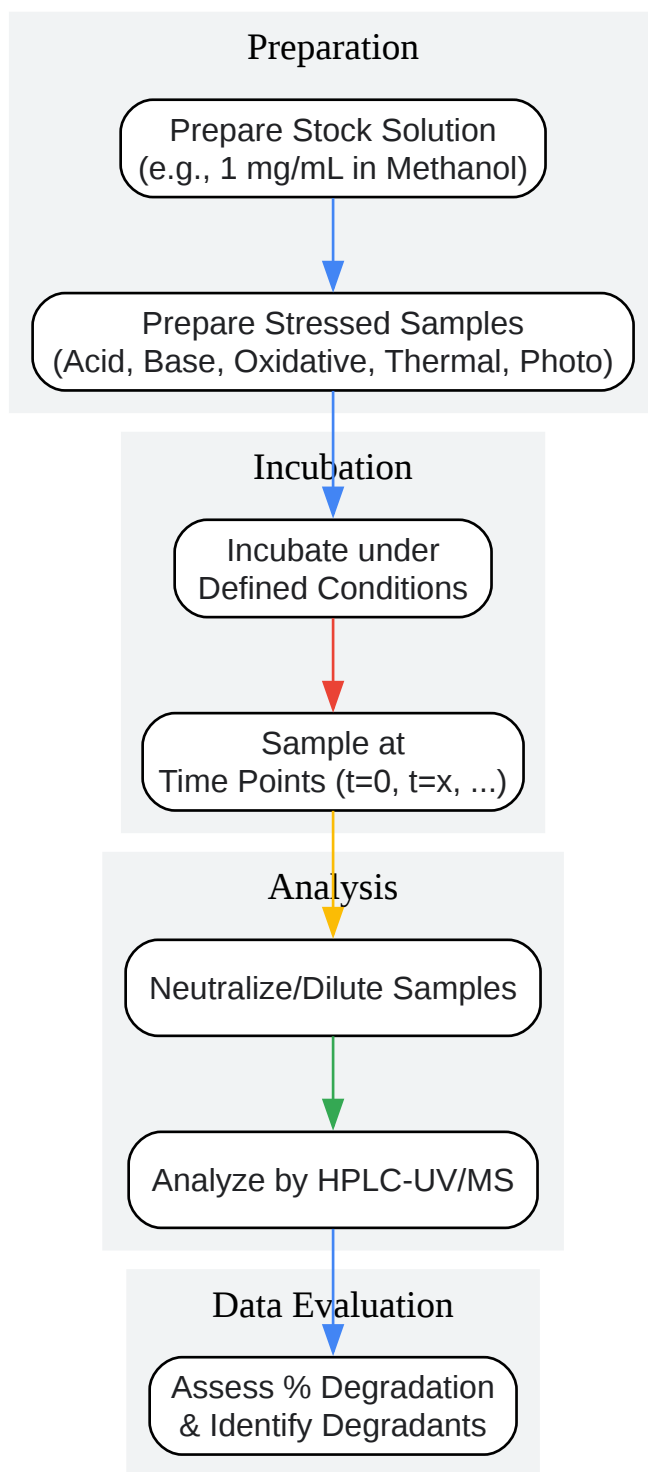 Preparation
Prepare Stock Solution
(e.g., 1 mg/mL in Methanol)
Prepare Stressed Samples
(Acid, Base, Oxidative, Thermal, Photo)
Incubation
Incubate under
Defined Conditions
Sample at
Time Points (t=0, t=x, ...)
Analysis
Neutralize/Dilute Samples
Analyze by HPLC-UV/MS
Data Evaluation
Assess % Degradation
& Identify Degradants